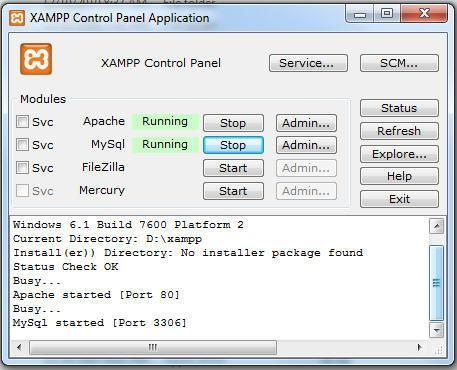 XAMPP Control Panel Application
XAMPP Control Panel
Service...
SCM...
Modules
Svc Apache Running Stop Admin...
Svc MySql Running Stop Admin...
Svc FileZilla Start Admin...
Svc Mercury Start Admin...
Status
Refresh
Explore...
Help
Exit
Windows 6.1 Build 7600 Platform 2
Current Directory: D:\xampp
Install(er)) Directory: No installer package found
Status Check OK
Busy...
Apache started [Port 80]
Busy...
MySql started [Port 3306]